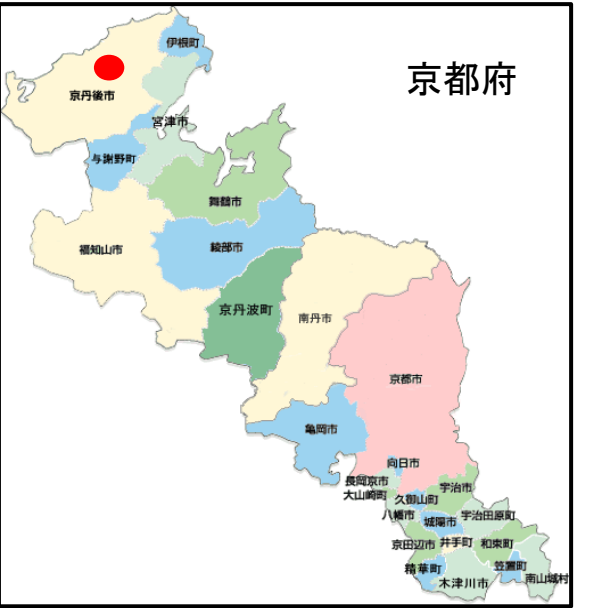 京都府
伊根町
京丹後市
宮津市
与謝野町
舞鶴市
福知山市
綾部市
京丹波町
南丹市
京都市
亀岡市
向日市
長岡京市
大山崎町
宇治市
久御山町
八幡市
城陽市
宇治田原町
京田辺市
井手町
和束町
笠置町
精華町
木津川市
南山城村